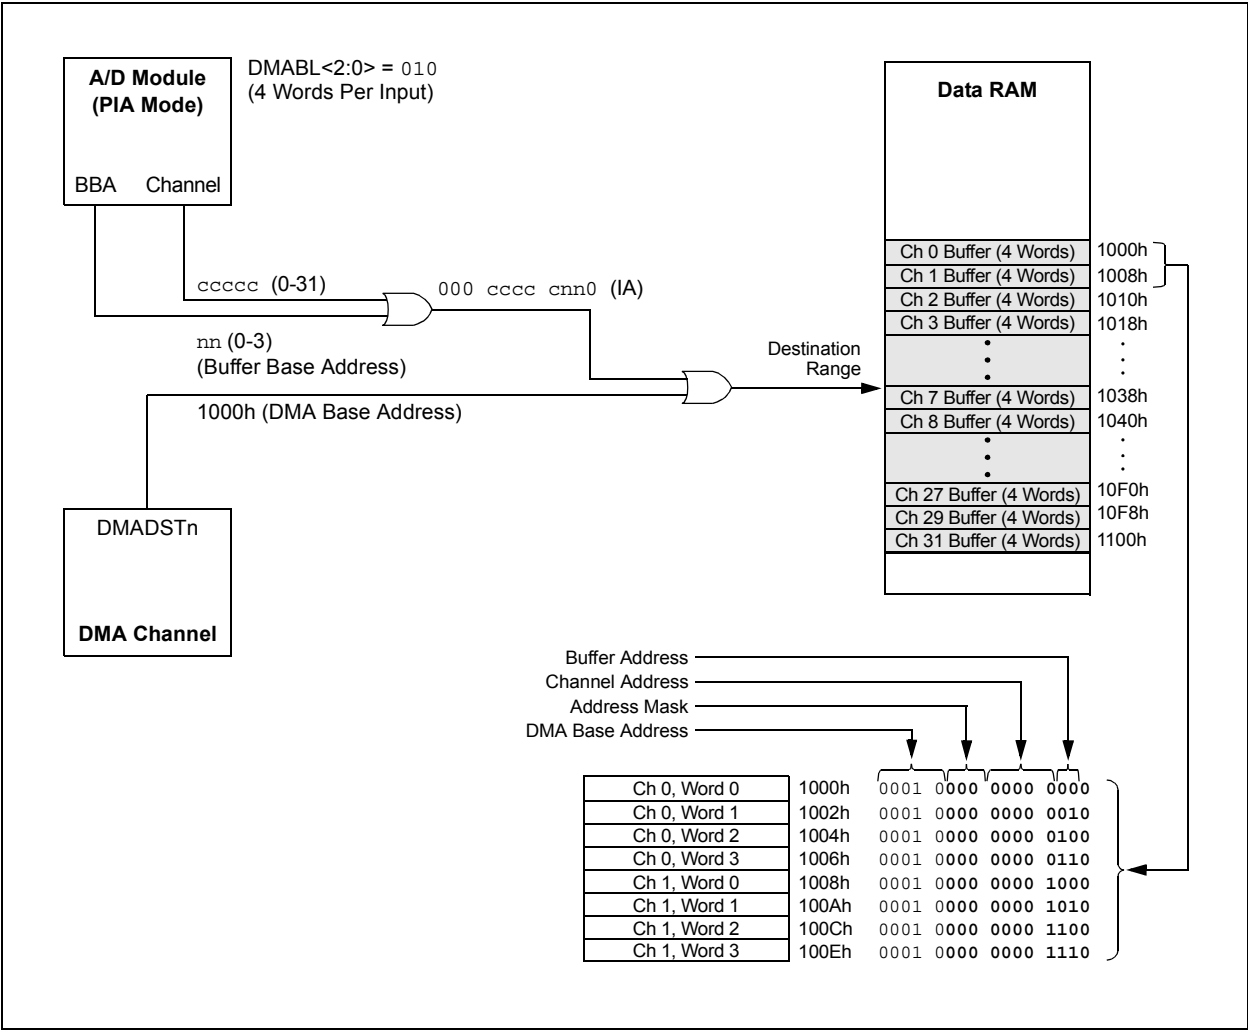 A/D Module
(PIA Mode)
BBA Channel
DMABL<2:0> = 010
(4 Words Per Input)
ccccc (0-31)
nn (0-3)
(Buffer Base Address)
000 cccc cnn0 (IA)
1000h (DMA Base Address)
DMADSTn
DMA Channel
Destination
Range
Data RAM
Ch 0 Buffer (4 Words) 1000h
Ch 1 Buffer (4 Words) 1008h
Ch 2 Buffer (4 Words) 1010h
Ch 3 Buffer (4 Words) 1018h
Ch 7 Buffer (4 Words) 1038h
Ch 8 Buffer (4 Words) 1040h
Ch 27 Buffer (4 Words) 10F0h
Ch 29 Buffer (4 Words) 10F8h
Ch 31 Buffer (4 Words) 1100h
Buffer Address
Channel Address
Address Mask
DMA Base Address
Ch 0, Word 0 1000h 0001 0000 0000 0000
Ch 0, Word 1 1002h 0001 0000 0000 0010
Ch 0, Word 2 1004h 0001 0000 0000 0100
Ch 0, Word 3 1006h 0001 0000 0000 0110
Ch 1, Word 0 1008h 0001 0000 0000 1000
Ch 1, Word 1 100Ah 0001 0000 0000 1010
Ch 1, Word 2 100Ch 0001 0000 0000 1100
Ch 1, Word 3 100Eh 0001 0000 0000 1110